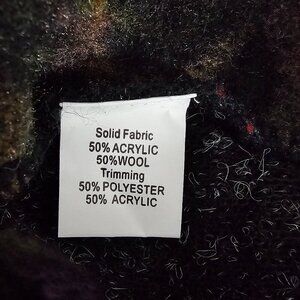 Solid Fabric
50% ACRYLIC
50%WOOL
Trimming
50% POLYESTER
50% ACRYLIC